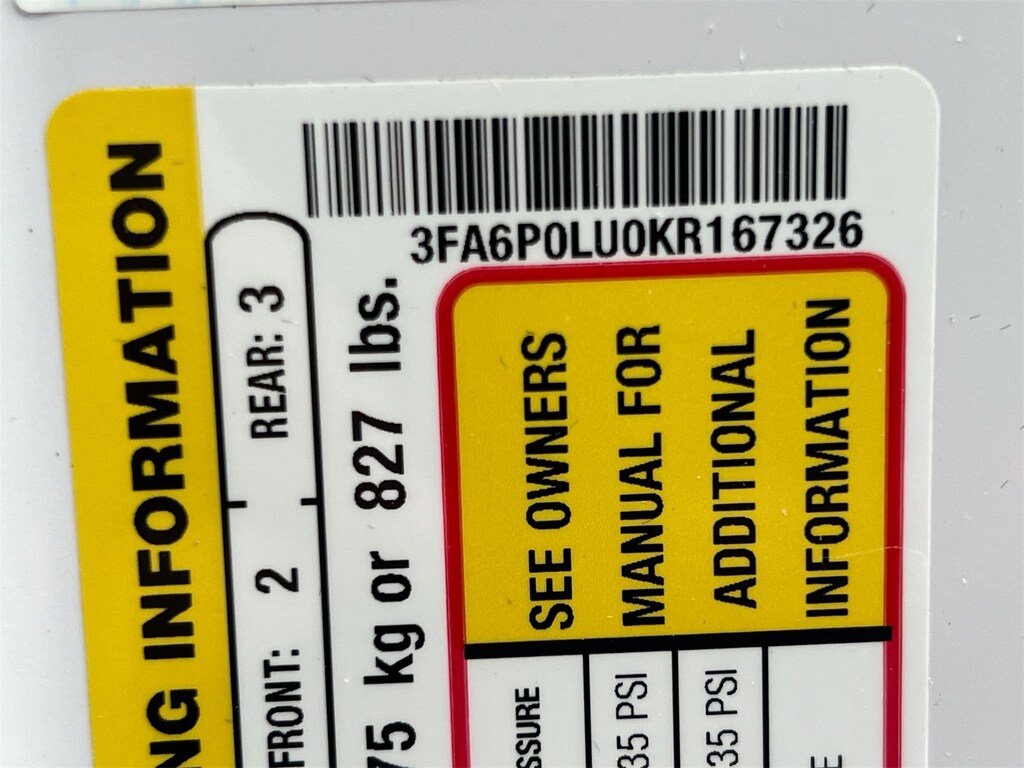 3FA6P0LU0KR167326
NG INFORMATION
FRONT: 2 REAR: 3
75 kg or 827 lbs.
SSURE
35 PSI
35 PSI
E
SEE OWNERS
MANUAL FOR
ADDITIONAL
INFORMATION